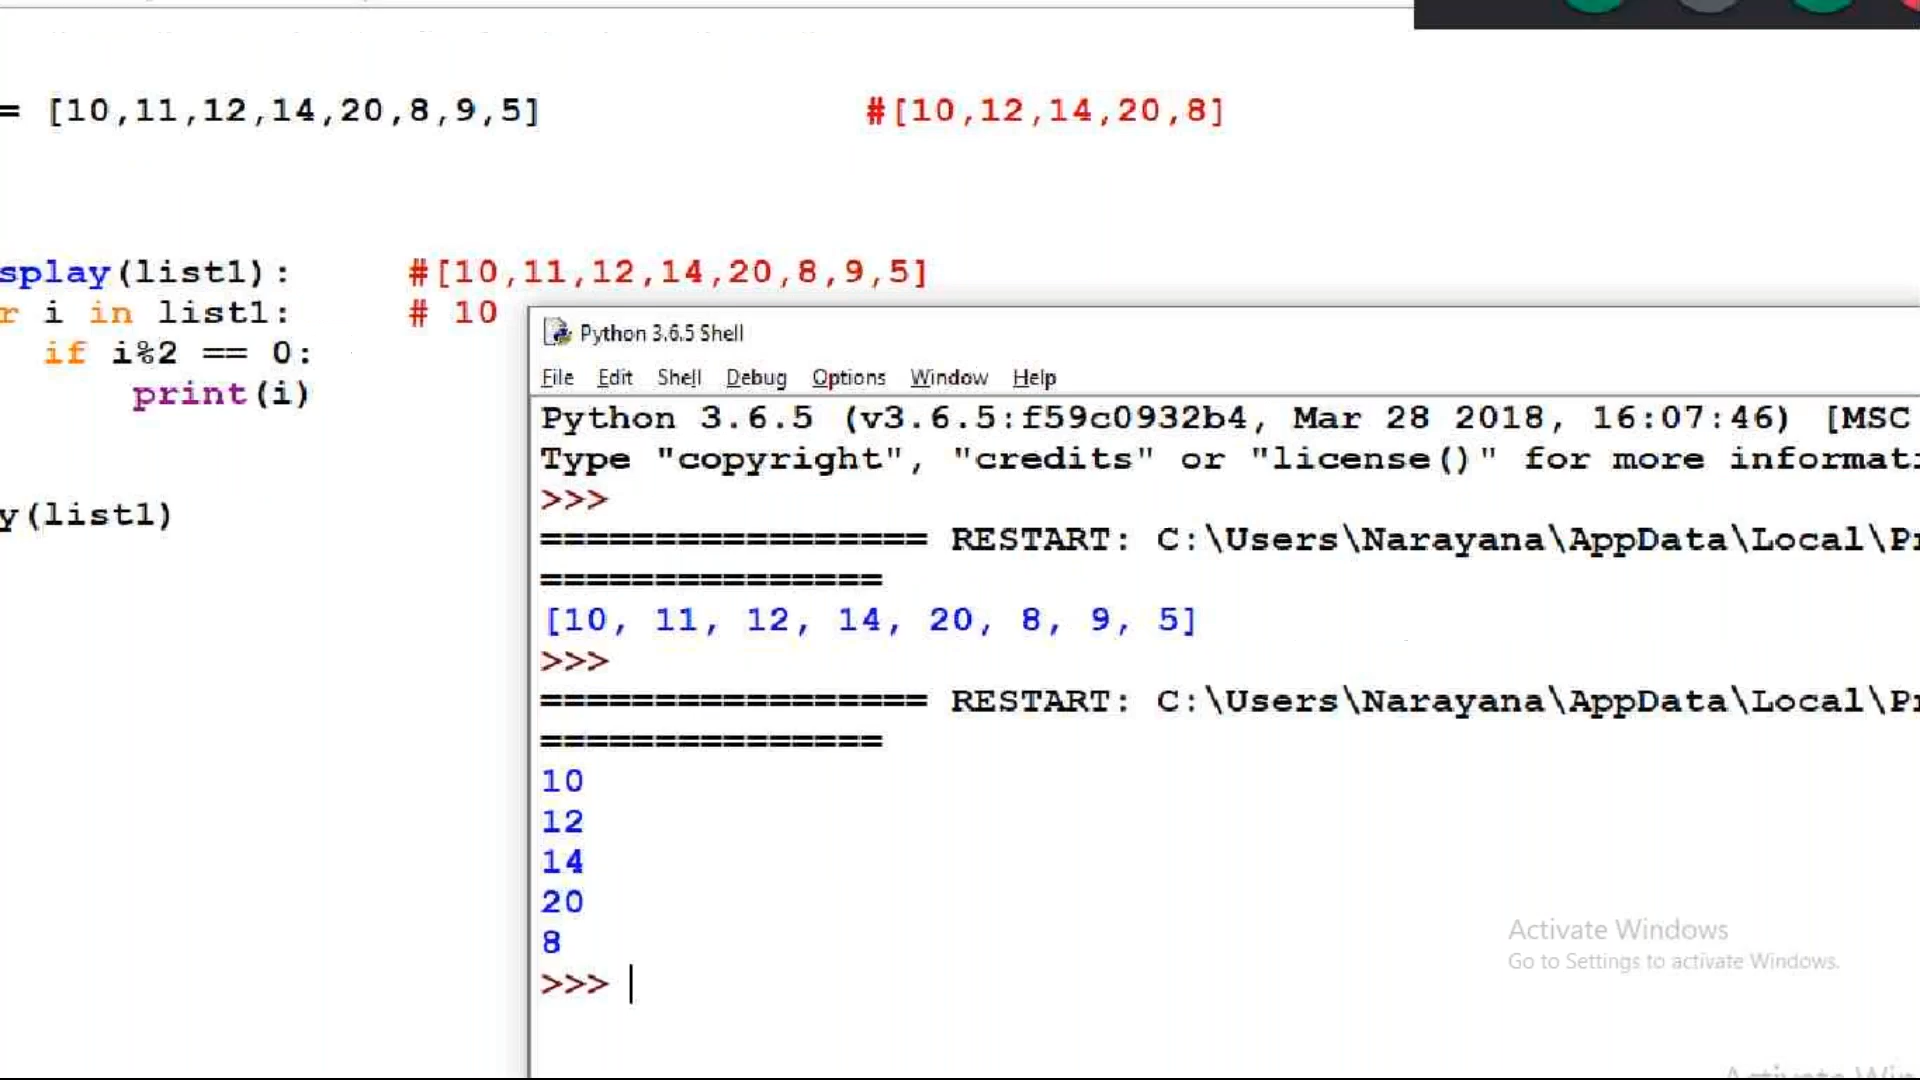 = [10,11,12,14,20,8,9,5] #[10,12,14,20,8]
splay(list1): #[10,11,12,14,20,8,9,5]
r i in list1: # 10
if i%2 == 0:
print(i)
y(list1)
Python 3.6.5 Shell
File Edit Shell Debug Options Window Help
Python 3.6.5 (v3.6.5:f59c0932b4, Mar 28 2018, 16:07:46) [MSC
Type "copyright", "credits" or "license()" for more informati
>>>
================= RESTART: C:\Users\Narayana\AppData\Local\Pr
===============
[10, 11, 12, 14, 20, 8, 9, 5]
>>>
================= RESTART: C:\Users\Narayana\AppData\Local\Pr
===============
10
12
14
20
8
>>>
Activate Windows
Go to Settings to activate Windows.